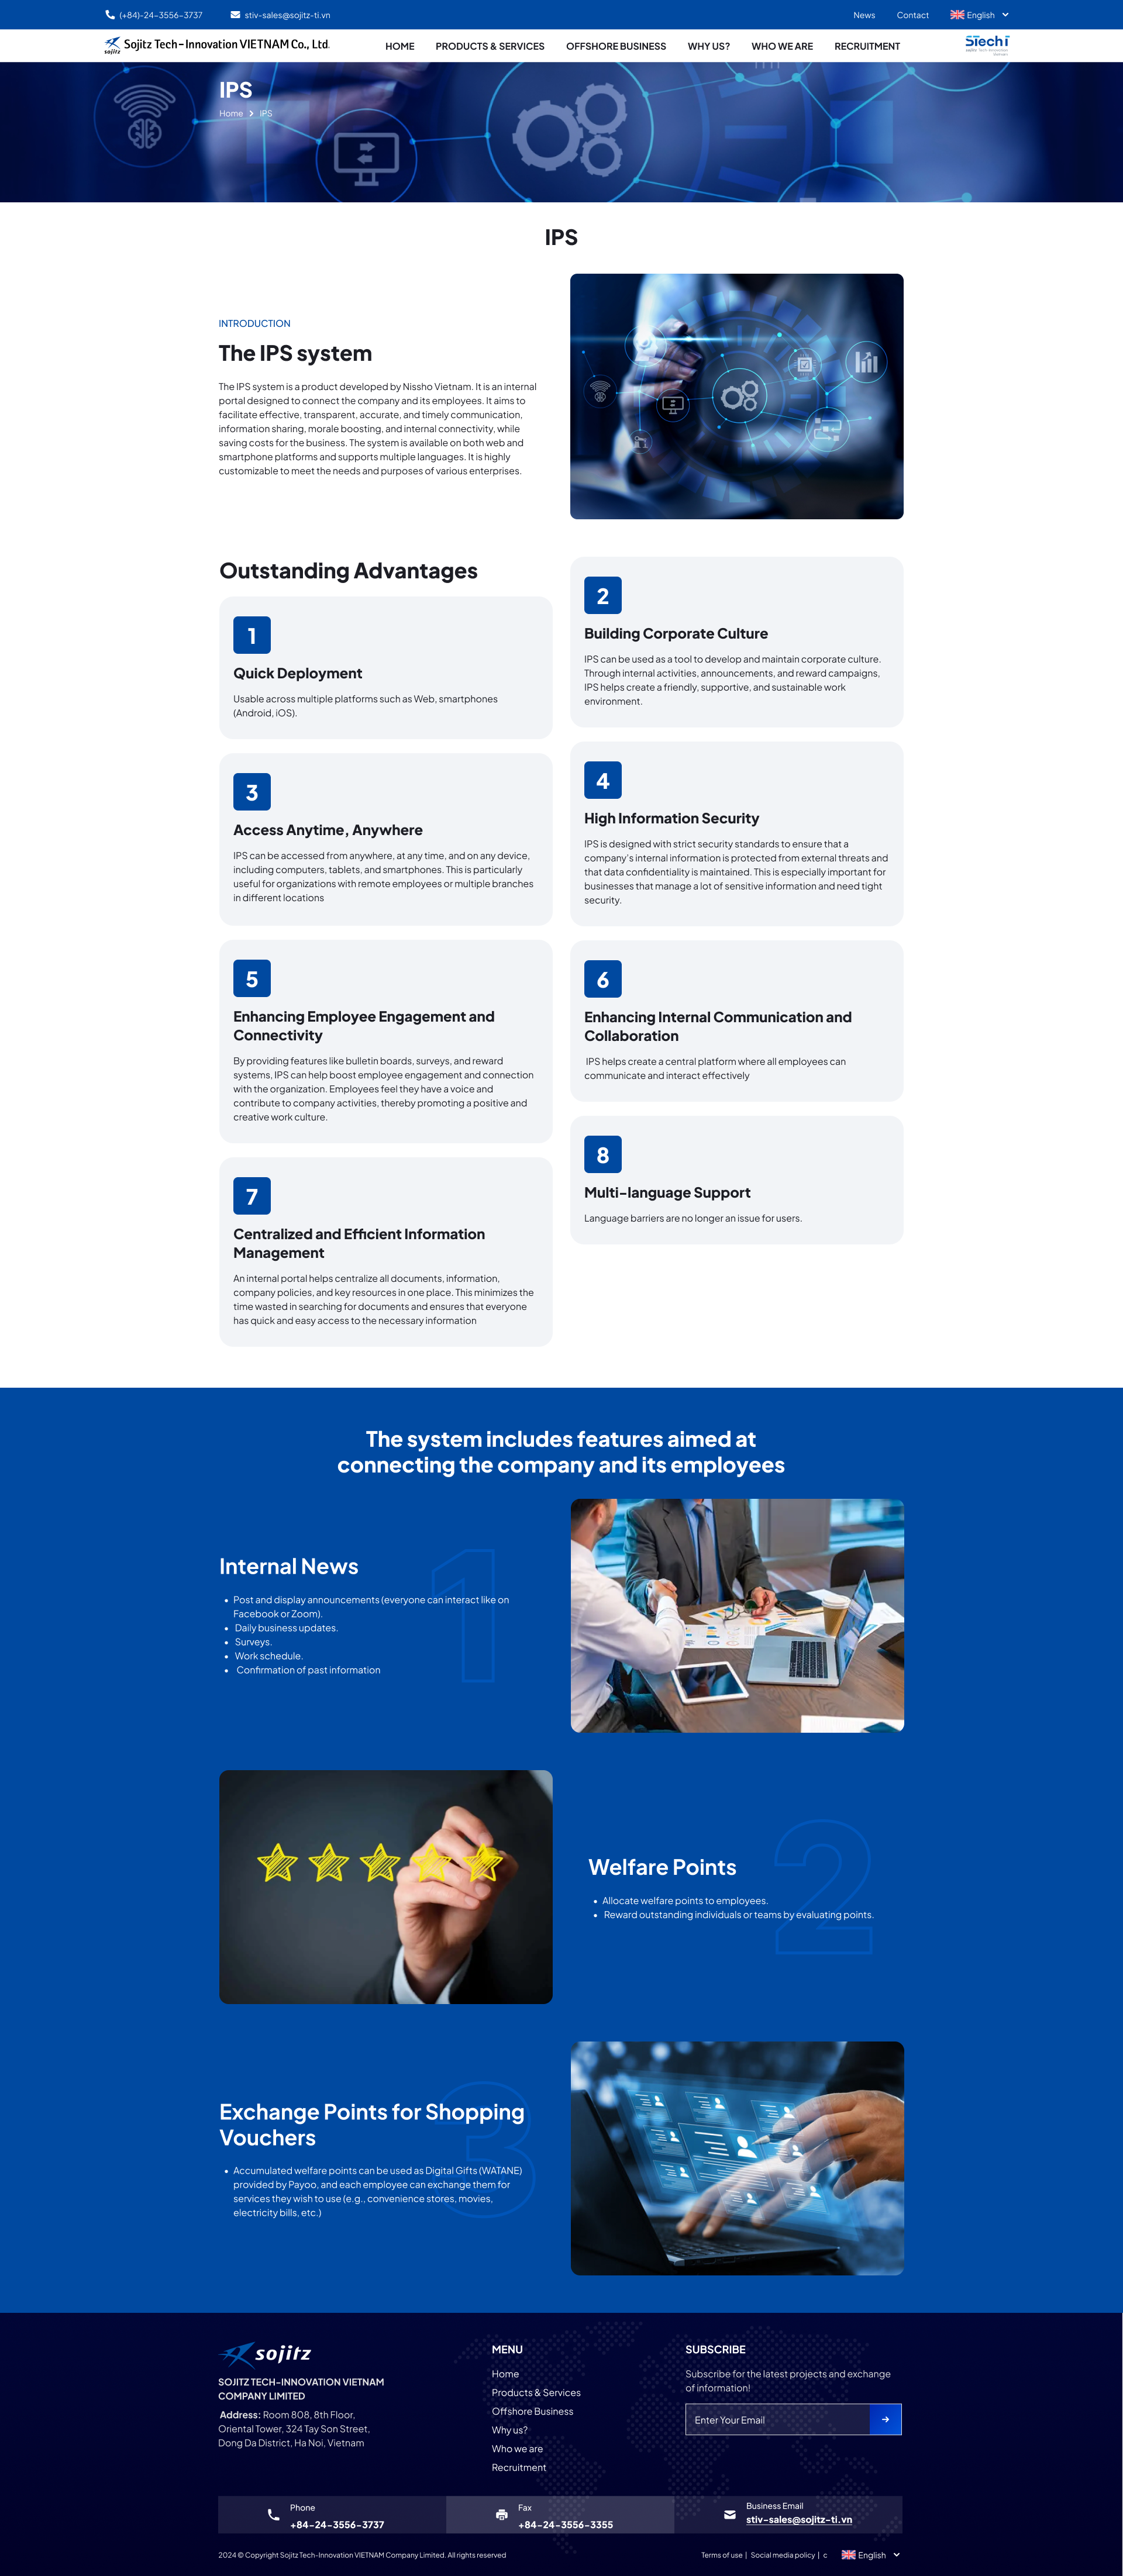 (+84)-24-3556-3737
stiv-sales@sojitz-ti.vn
News
Contact
English
sojitz
Sojitz Tech-Innovation VIETNAM Co., Ltd.
HOME
PRODUCTS & SERVICES
OFFSHORE BUSINESS
WHY US?
WHO WE ARE
RECRUITMENT
STech I
IPS
Home > IPS
IPS
INTRODUCTION
The IPS system
The IPS system is a product developed by Nissho Vietnam. It is an internal
portal designed to connect the company and its employees. It aims to
facilitate effective, transparent, accurate, and timely communication,
information sharing, morale boosting, and internal connectivity, while
saving costs for the business. The system is available on both web and
smartphone platforms and supports multiple languages. It is highly
customizable to meet the needs and purposes of various enterprises.
Outstanding Advantages
1
Quick Deployment
Usable across multiple platforms such as Web, smartphones
(Android, iOS).
2
Building Corporate Culture
IPS can be used as a tool to develop and maintain corporate culture.
Through internal activities, announcements, and reward campaigns,
IPS helps create a friendly, supportive, and sustainable work
environment.
3
Access Anytime, Anywhere
IPS can be accessed from anywhere, at any time, and on any device,
including computers, tablets, and smartphones. This is particularly
useful for organizations with remote employees or multiple branches
in different locations
4
High Information Security
IPS is designed with strict security standards to ensure that a
company's internal information is protected from external threats and
that data confidentiality is maintained. This is especially important for
businesses that manage a lot of sensitive information and need tight
security.
5
Enhancing Employee Engagement and
Connectivity
By providing features like bulletin boards, surveys, and reward
systems, IPS can help boost employee engagement and connection
with the organization. Employees feel they have a voice and
contribute to company activities, thereby promoting a positive and
creative work culture.
6
Enhancing Internal Communication and
Collaboration
IPS helps create a central platform where all employees can
communicate and interact effectively
7
Centralized and Efficient Information
Management
An internal portal helps centralize all documents, information,
company policies, and key resources in one place. This minimizes the
time wasted in searching for documents and ensures that everyone
has quick and easy access to the necessary information
8
Multi-language Support
Language barriers are no longer an issue for users.
The system includes features aimed at
connecting the company and its employees
1
Internal News
• Post and display announcements (everyone can interact like on
Facebook or Zoom).
• Daily business updates.
• Surveys.
• Work schedule.
• Confirmation of past information
2
Welfare Points
• Allocate welfare points to employees.
• Reward outstanding individuals or teams by evaluating points.
3
Exchange Points for Shopping
Vouchers
• Accumulated welfare points can be used as Digital Gifts (WATANE)
provided by Payoo, and each employee can exchange them for
services they wish to use (e.g., convenience stores, movies,
electricity bills, etc.)
sojitz
SOJITZ TECH-INNOVATION VIETNAM
COMPANY LIMITED
Address: Room 808, 8th Floor,
Oriental Tower, 324 Tay Son Street,
Dong Da District, Ha Noi, Vietnam
MENU
Home
Products & Services
Offshore Business
Why us?
Who we are
Recruitment
SUBSCRIBE
Subscribe for the latest projects and exchange
of information!
Enter Your Email
Phone
+84-24-3556-3737
Fax
+84-24-3556-3355
Business Email
stiv-sales@sojitz-ti.vn
2024 © Copyright Sojitz Tech-Innovation VIETNAM Company Limited. All rights reserved
Terms of use | Social media policy | c
English